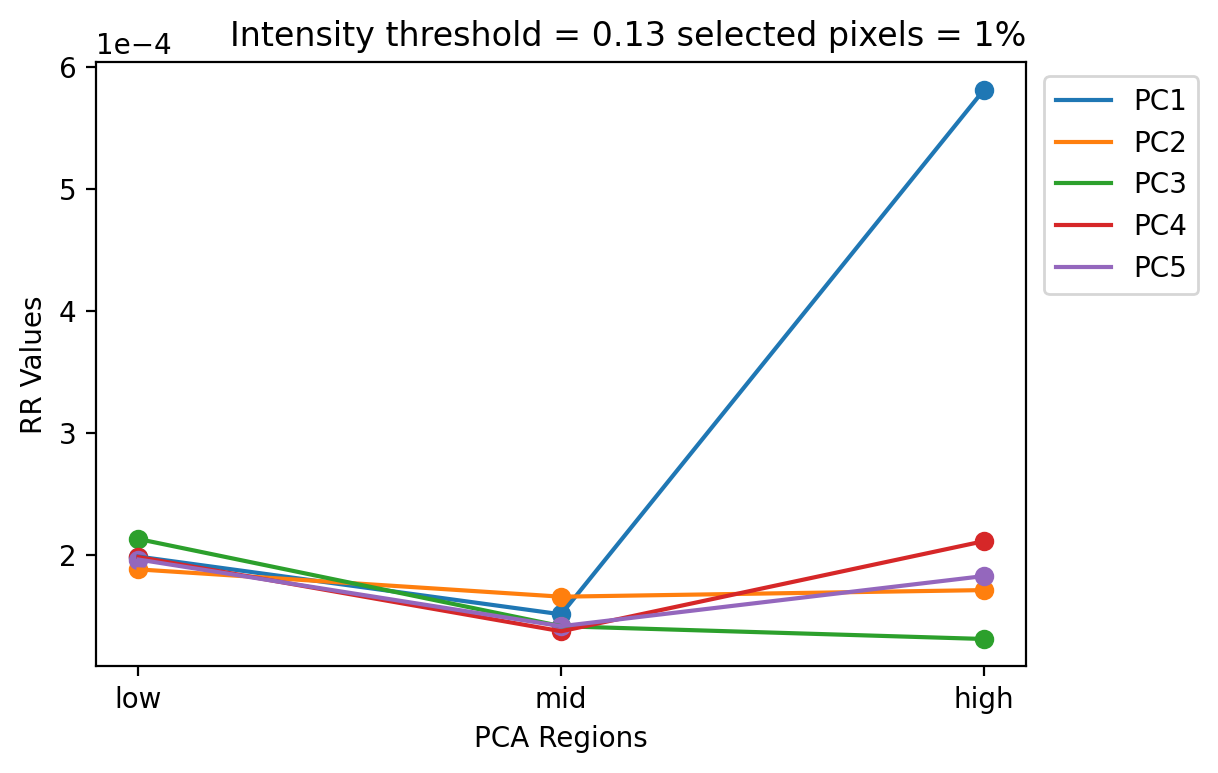 Intensity threshold = 0.13 selected pixels = 1%
1e−4
6
5
4
3
2
RR Values
low
mid
high
PCA Regions
PC1
PC2
PC3
PC4
PC5